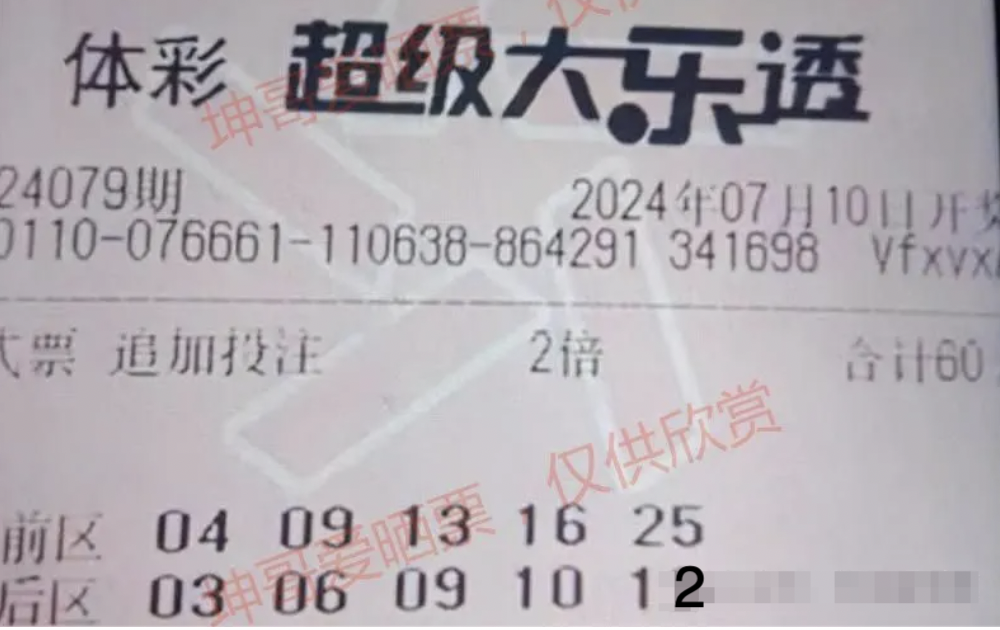 体彩 超级大乐透
24079期 2024年07月10日开奖
0110-076661-110638-864291 341698 Vfxvx
式票 追加投注 2倍 合计60
前区 04 09 13 16 25
后区 03 06 09 10 12
坤哥爱晒票 仅供
坤哥爱晒票 仅供欣赏